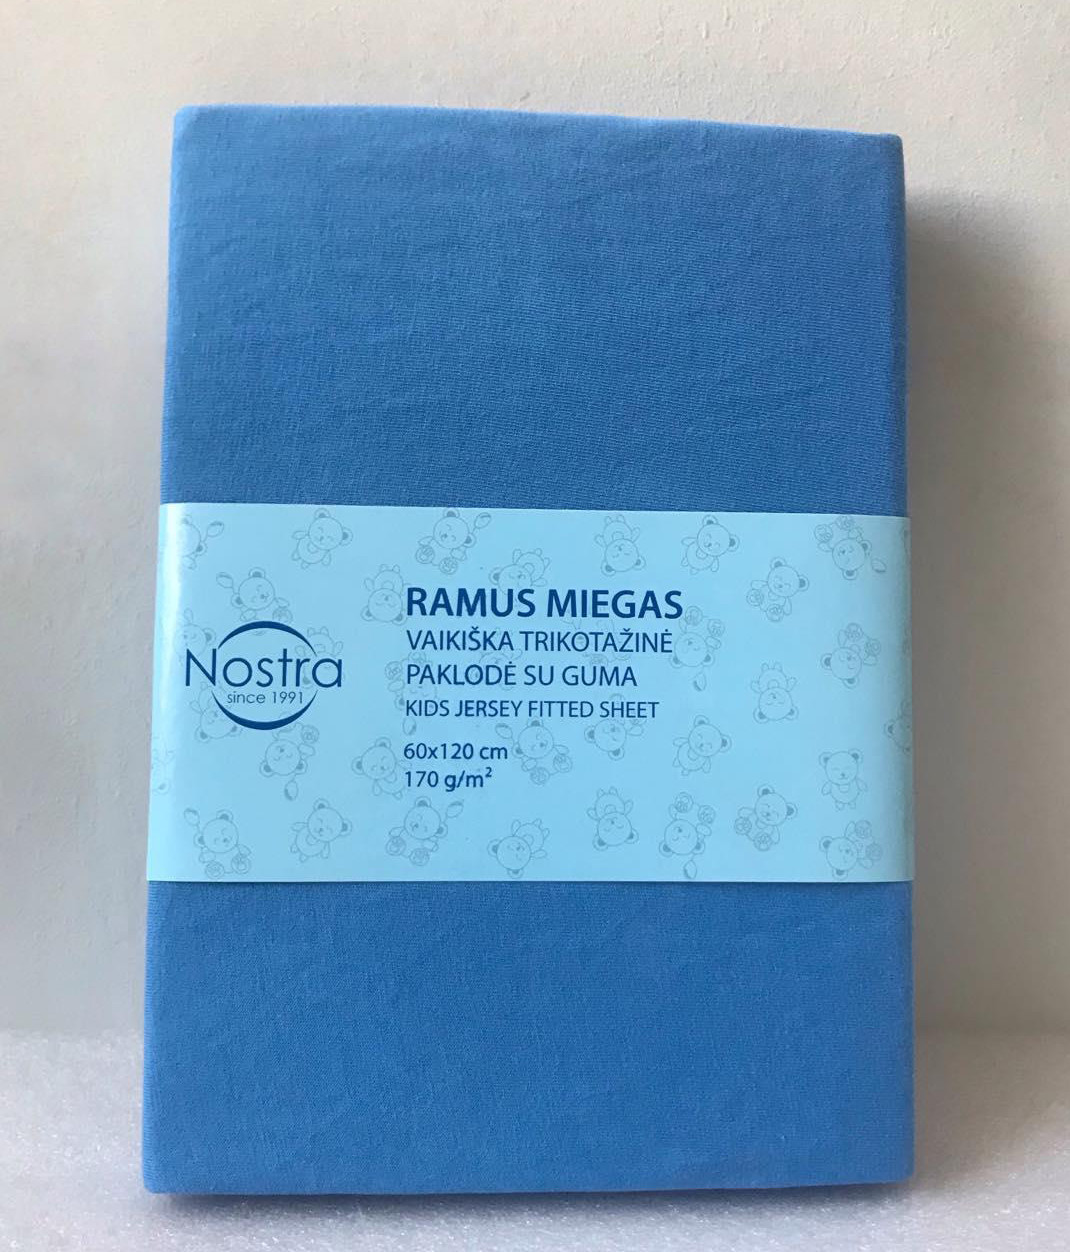 Nostra
since 1991
RAMUS MIEGAS
VAIKIŠKA TRIKOTAŽINĖ
PAKLODĖ SU GUMA
KIDS JERSEY FITTED SHEET
60x120 cm
170 g/m²